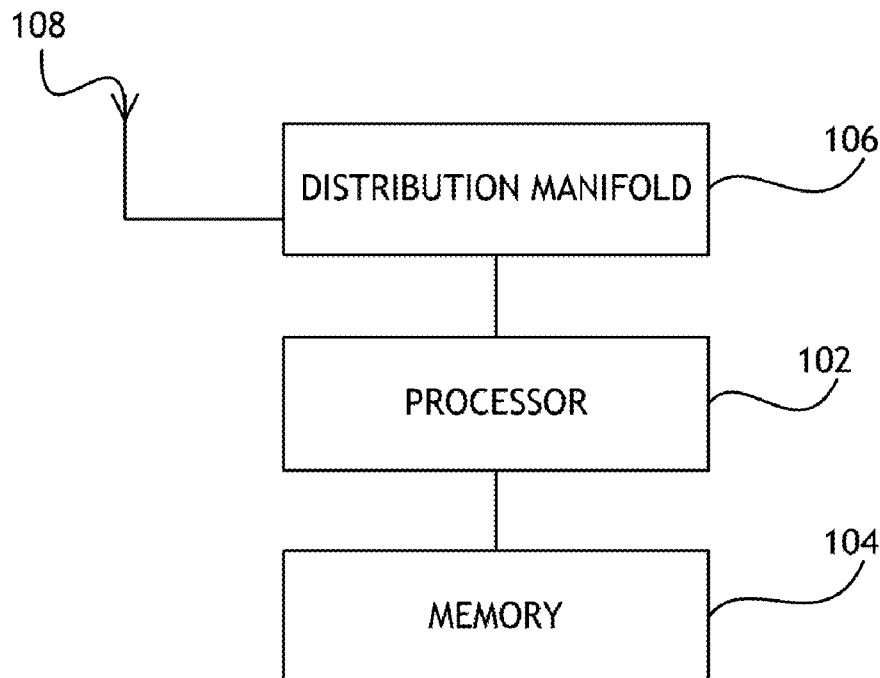 108
106
DISTRIBUTION MANIFOLD
102
PROCESSOR
104
MEMORY